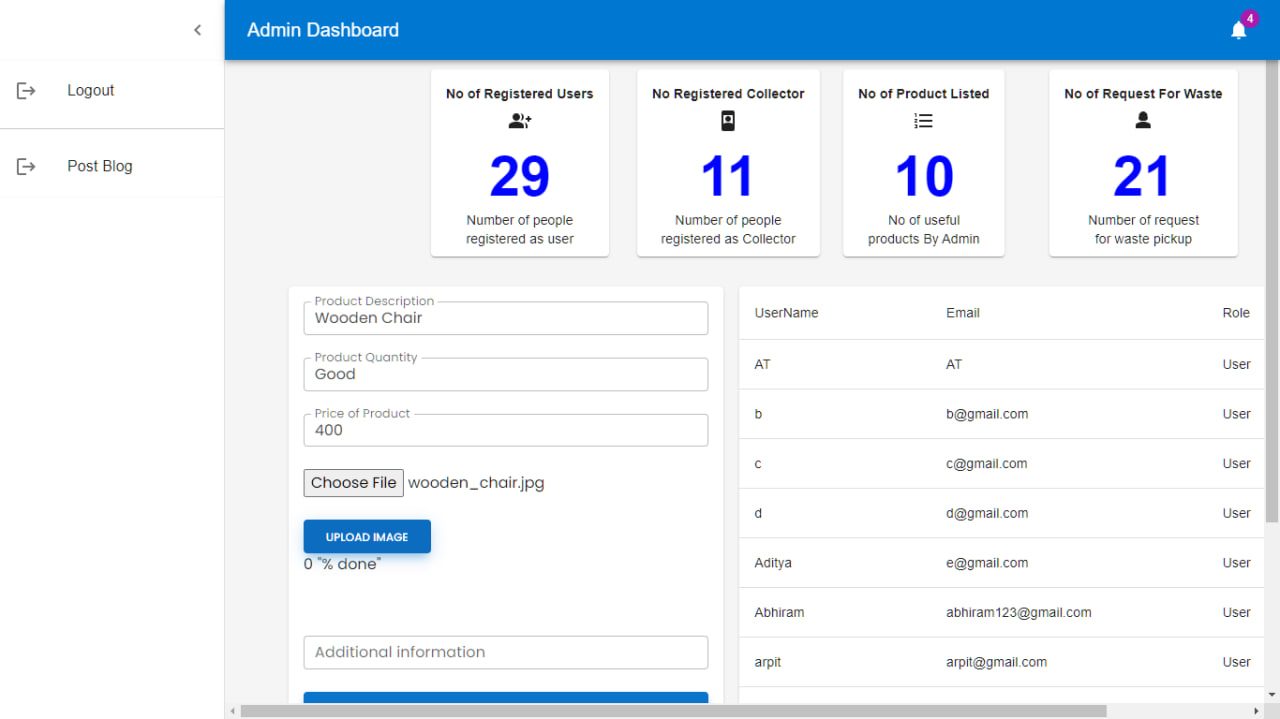 Admin Dashboard
4
Logout
Post Blog
No of Registered Users
29
Number of people
registered as user
No Registered Collector
11
Number of people
registered as Collector
No of Product Listed
10
No of useful
products By Admin
No of Request For Waste
21
Number of request
for waste pickup
Product Description
Wooden Chair
Product Quantity
Good
Price of Product
400
Choose File wooden_chair.jpg
UPLOAD IMAGE
0 "% done"
Additional information
UserName Email Role
AT AT User
b b@gmail.com User
c c@gmail.com User
d d@gmail.com User
Aditya e@gmail.com User
Abhiram abhiram123@gmail.com User
arpit arpit@gmail.com User